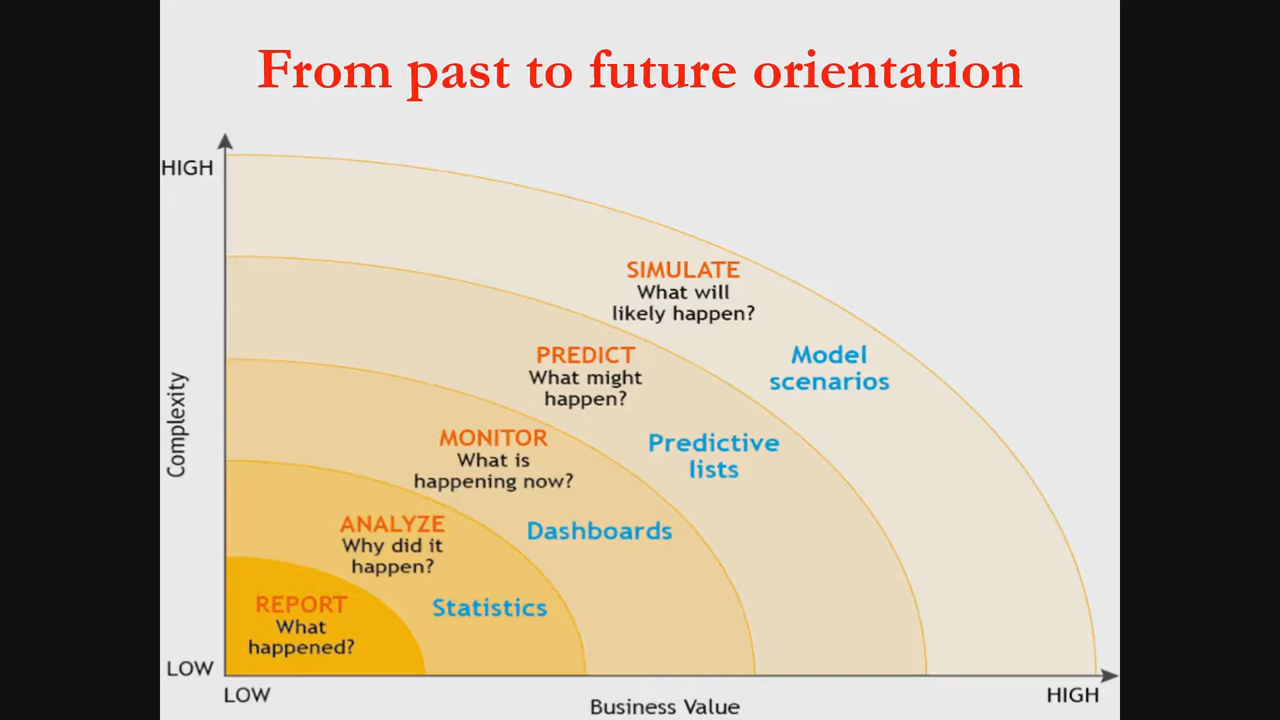 From past to future orientation
HIGH
SIMULATE
What will
likely happen?
Model
scenarios
PREDICT
What might
happen?
Predictive
lists
MONITOR
What is
happening now?
Dashboards
ANALYZE
Why did it
happen?
Statistics
REPORT
What
happened?
Complexity
LOW
LOW
Business Value
HIGH